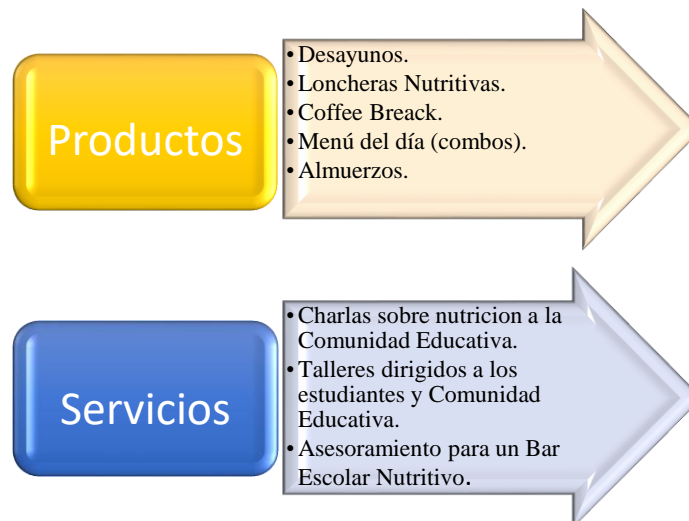 Productos
• Desayunos.
• Loncheras Nutritivas.
• Coffee Breack.
• Menú del día (combos).
• Almuerzos.
Servicios
• Charlas sobre nutricion a la
Comunidad Educativa.
• Talleres dirigidos a los
estudiantes y Comunidad
Educativa.
• Asesoramiento para un Bar
Escolar Nutritivo.